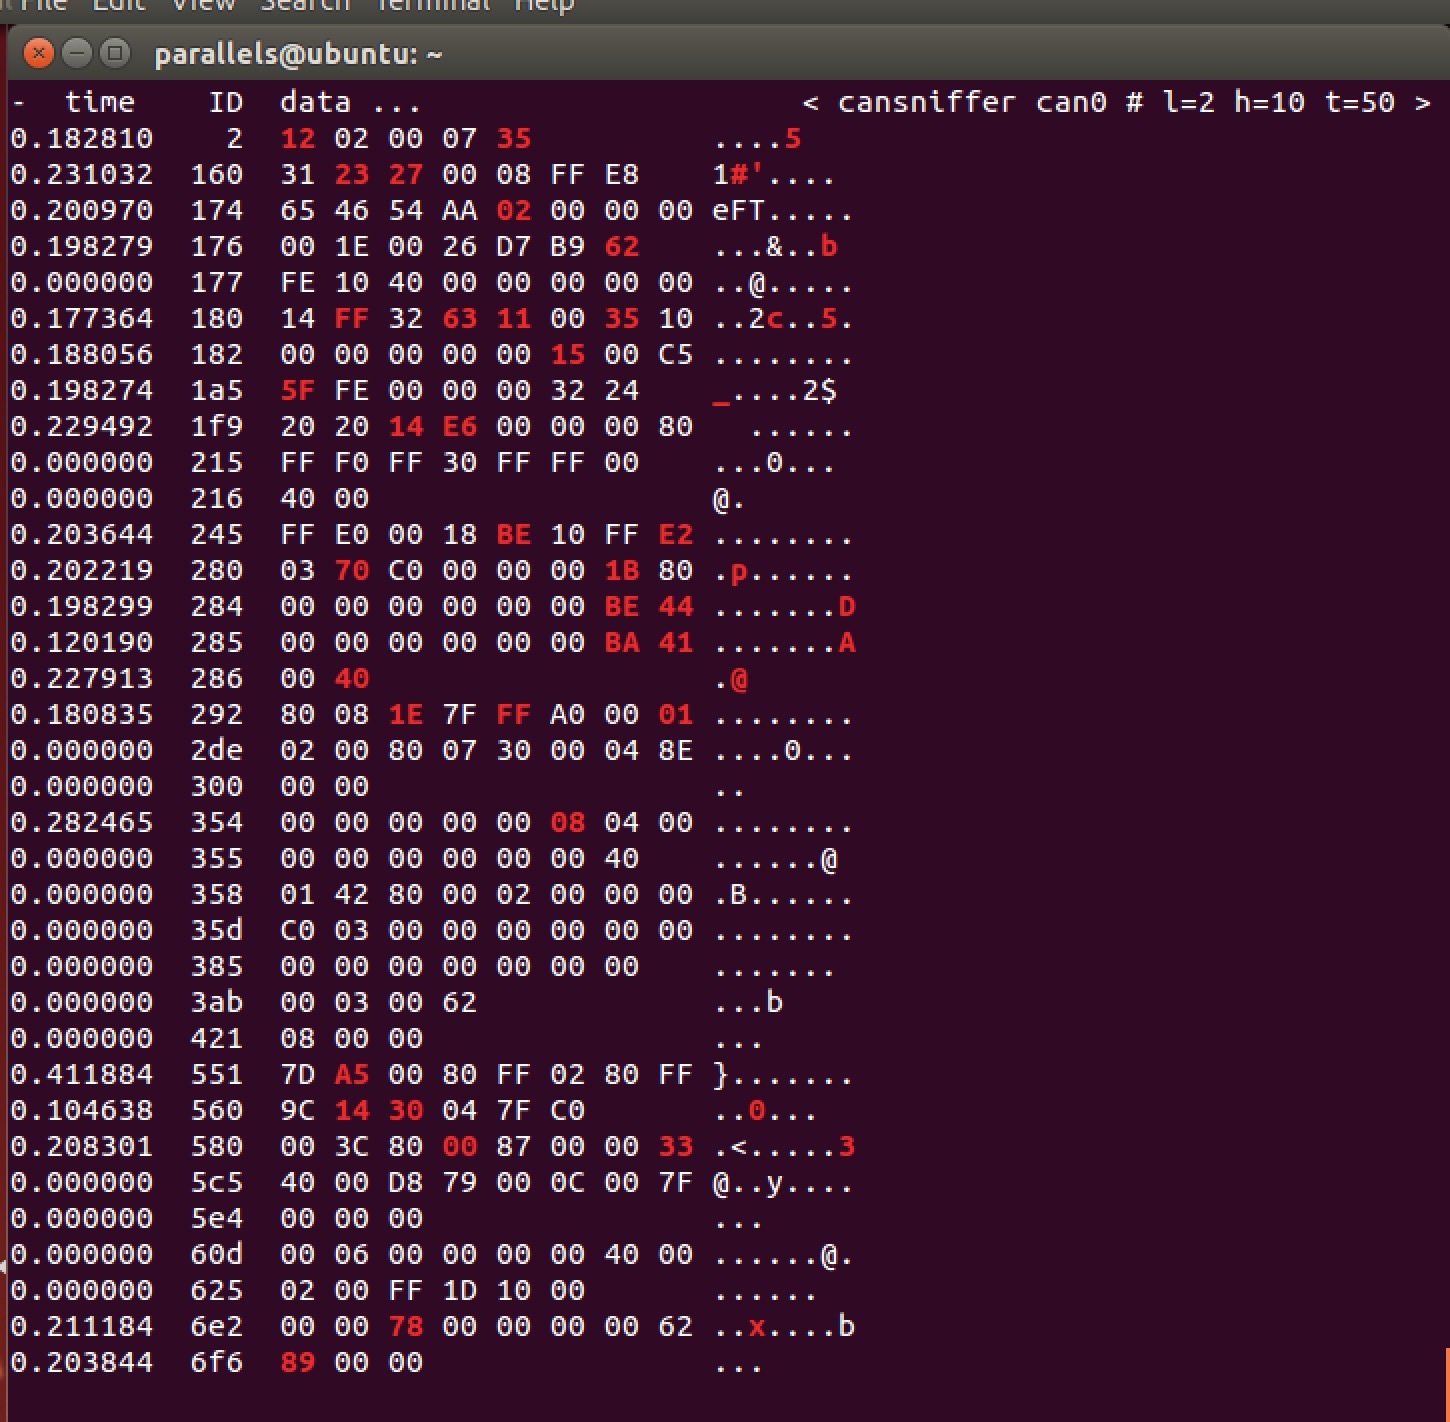 File Edit View Search Terminal Help
parallels@ubuntu: ~
- time ID data ... < cansniffer can0 # l=2 h=10 t=50 >
0.182810 2 12 02 00 07 35 ....5
0.231032 160 31 23 27 00 08 FF E8 1#'....
0.200970 174 65 46 54 AA 02 00 00 00 eFT.....
0.198279 176 00 1E 00 26 D7 B9 62 ...&..b
0.000000 177 FE 10 40 00 00 00 00 00 ..@.....
0.177364 180 14 FF 32 63 11 00 35 10 ..2c..5.
0.188056 182 00 00 00 00 00 15 00 C5 ........
0.198274 1a5 5F FE 00 00 00 32 24 _....2$
0.229492 1f9 20 20 14 E6 00 00 00 80 ......
0.000000 215 FF F0 FF 30 FF FF 00 ...0...
0.000000 216 40 00 @.
0.203644 245 FF E0 00 18 BE 10 FF E2 ........
0.202219 280 03 70 C0 00 00 00 1B 80 .p......
0.198299 284 00 00 00 00 00 00 BE 44 .......D
0.120190 285 00 00 00 00 00 00 BA 41 .......A
0.227913 286 00 40 .@
0.180835 292 80 08 1E 7F FF A0 00 01 ........
0.000000 2de 02 00 80 07 30 00 04 8E ....0...
0.000000 300 00 00 ..
0.282465 354 00 00 00 00 00 08 04 00 ........
0.000000 355 00 00 00 00 00 00 40 ......@
0.000000 358 01 42 80 00 02 00 00 00 .B......
0.000000 35d C0 03 00 00 00 00 00 00 ........
0.000000 385 00 00 00 00 00 00 00 .......
0.000000 3ab 00 03 00 62 ...b
0.000000 421 08 00 00 ...
0.411884 551 7D A5 00 80 FF 02 80 FF }.......
0.104638 560 9C 14 30 04 7F C0 ..0...
0.208301 580 00 3C 80 00 87 00 00 33 .<.....3
0.000000 5c5 40 00 D8 79 00 0C 00 7F @..y....
0.000000 5e4 00 00 00 ...
0.000000 60d 00 06 00 00 00 00 40 00 ......@.
0.000000 625 02 00 FF 1D 10 00 ......
0.211184 6e2 00 00 78 00 00 00 00 62 ..x....b
0.203844 6f6 89 00 00 ...